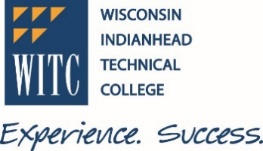 WITC
WISCONSIN
INDIANHEAD
TECHNICAL
COLLEGE
Experience. Success.